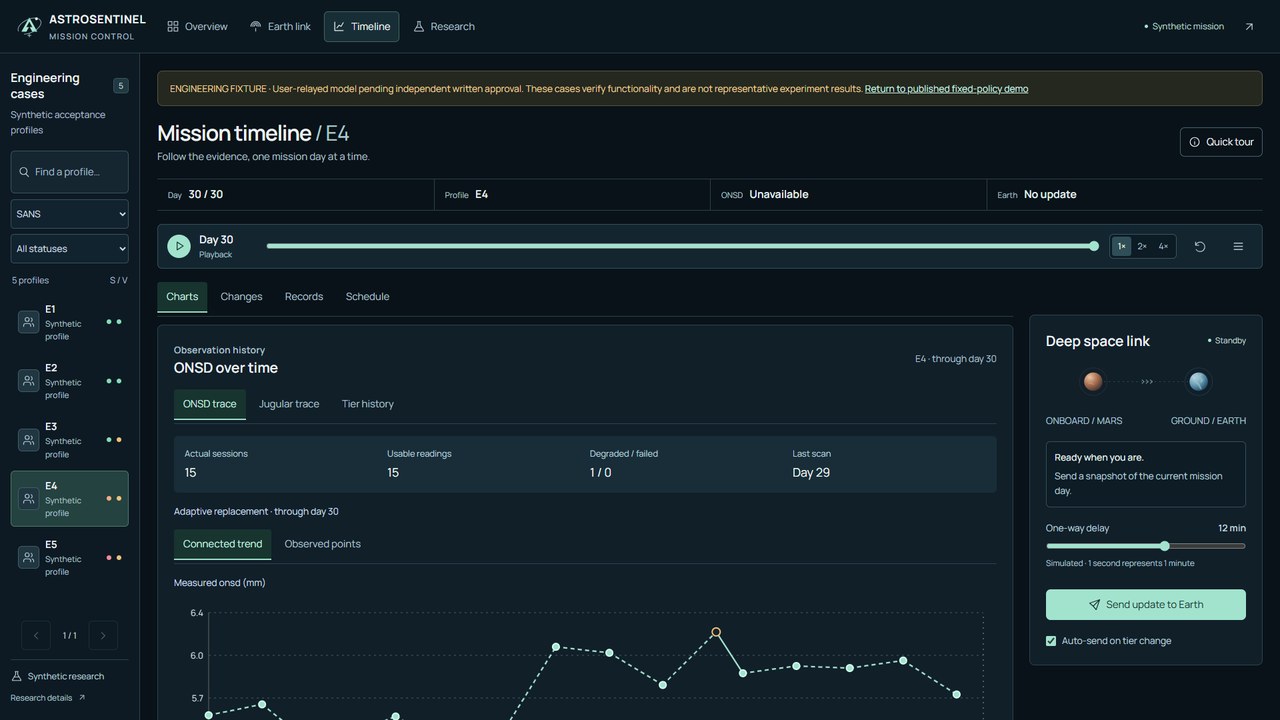 ASTROSENTINEL
MISSION CONTROL
Overview
Earth link
Timeline
Research
Synthetic mission
Engineering
cases
5
Synthetic acceptance
profiles
Find a profile...
SANS
All statuses
5 profiles
S / V
E1
Synthetic
profile
E2
Synthetic
profile
E3
Synthetic
profile
E4
Synthetic
profile
E5
Synthetic
profile
1 / 1
Synthetic research
Research details
ENGINEERING FIXTURE · User-relayed model pending independent written approval. These cases verify functionality and are not representative experiment results. Return to published fixed-policy demo
Mission timeline / E4
Follow the evidence, one mission day at a time.
Quick tour
Day 30 / 30
Profile E4
ONSD Unavailable
Earth No update
Day 30
Playback
1×
2×
4×
Charts
Changes
Records
Schedule
Observation history
ONSD over time
E4 · through day 30
ONSD trace
Jugular trace
Tier history
Actual sessions
15
Usable readings
15
Degraded / failed
1 / 0
Last scan
Day 29
Adaptive replacement · through day 30
Connected trend
Observed points
Measured onsd (mm)
6.4
6.0
5.7
Deep space link
Standby
ONBOARD / MARS
GROUND / EARTH
Ready when you are.
Send a snapshot of the current mission
day.
One-way delay
12 min
Simulated · 1 second represents 1 minute
Send update to Earth
Auto-send on tier change